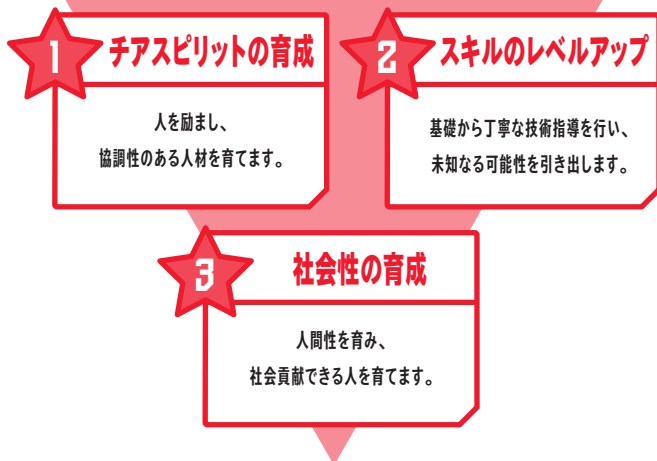 1 チアスピリットの育成
人を励まし、
協調性のある人材を育てます。
2 スキルのレベルアップ
基礎から丁寧な技術指導を行い、
未知なる可能性を引き出します。
3 社会性の育成
人間性を育み、
社会貢献できる人を育てます。